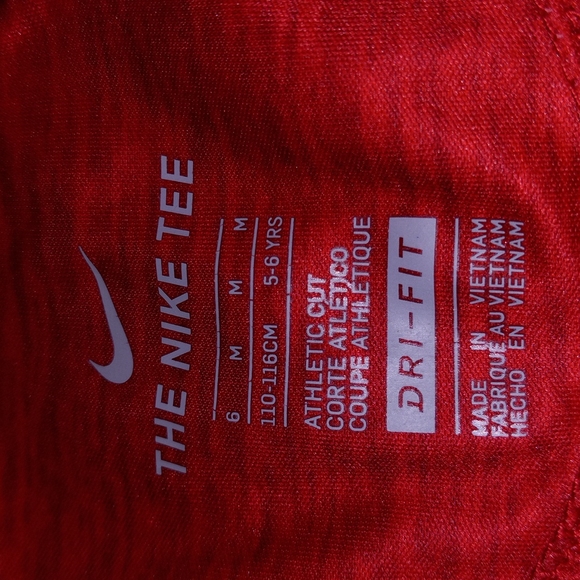 THE NIKE TEE
6 M M M
110-116CM 5-6 YRS
ATHLETIC CUT
CORTE ATLÉTICO
COUPE ATHLÉTIQUE
DRI-FIT
MADE IN VIETNAM
FABRIQUÉ AU VIETNAM
HECHO EN VIETNAM